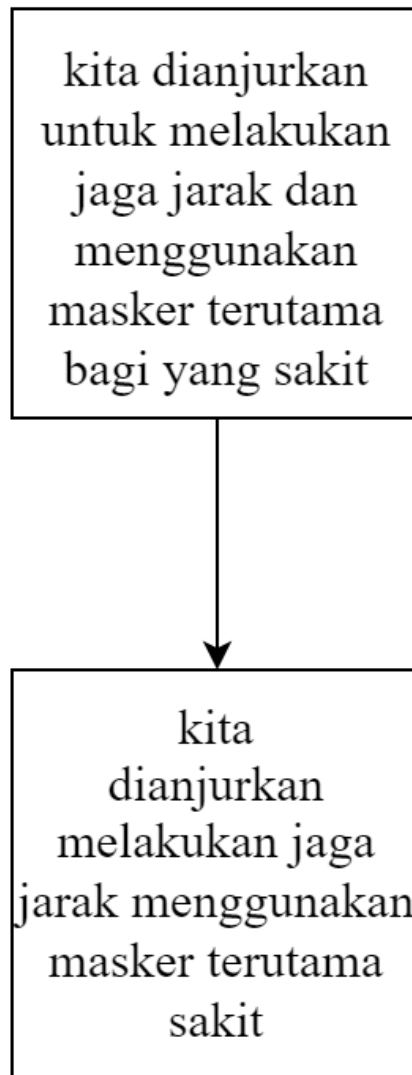 kita dianjurkan
untuk melakukan
jaga jarak dan
menggunakan
masker terutama
bagi yang sakit
kita
dianjurkan
melakukan jaga
jarak menggunakan
masker terutama
sakit